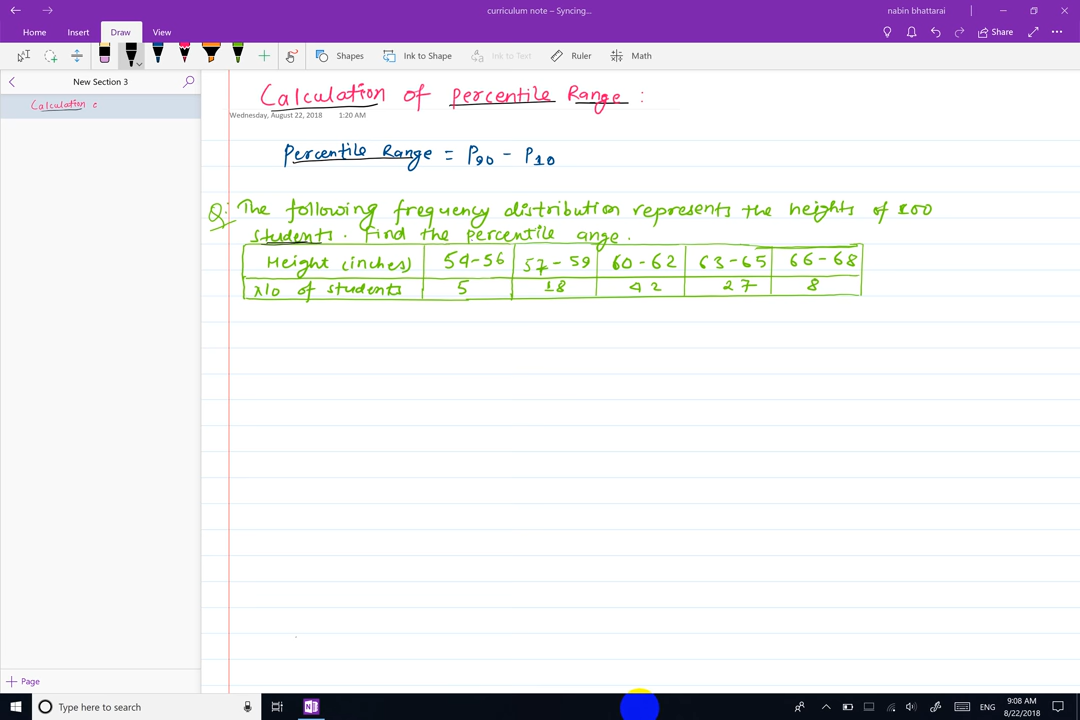 curriculum note – Syncing...
nabin bhattarai
Home Insert Draw View
Share
Shapes Ink to Shape Ink to Text Ruler Math
New Section 3
Calculation o
Calculation of Percentile Range :
Wednesday, August 22, 2018 1:20 AM
Percentile Range = P90 - P10
Q: The following frequency distribution represents the heights of 100
students. Find the percentile ange.
Height (inches) 54-56 57-59 60-62 63-65 66-68
No of students 5 18 42 27 8
Page
Type here to search
ENG
9:08 AM
8/22/2018